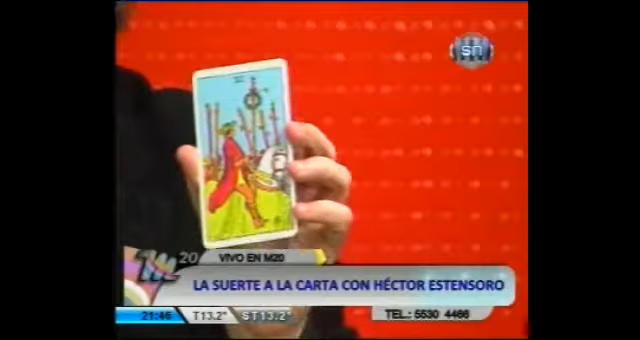 VI
sn
20
VIVO EN M20
LA SUERTE A LA CARTA CON HÉCTOR ESTENSORO
21:46 T13.2° ST13.2°
TEL.: 5530 4466